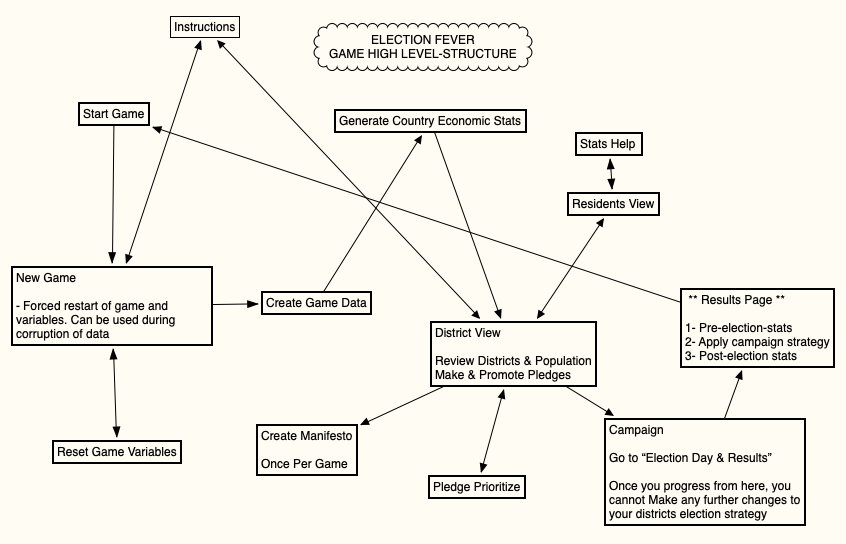 Instructions
ELECTION FEVER
GAME HIGH LEVEL-STRUCTURE
Start Game
Generate Country Economic Stats
Stats Help
Residents View
New Game
- Forced restart of game and
variables. Can be used during
corruption of data
Create Game Data
** Results Page **
1- Pre-election-stats
2- Apply campaign strategy
3- Post-election stats
District View
Review Districts & Population
Make & Promote Pledges
Create Manifesto
Once Per Game
Campaign
Go to “Election Day & Results”
Once you progress from here, you
cannot Make any further changes to
your districts election strategy
Reset Game Variables
Pledge Prioritize